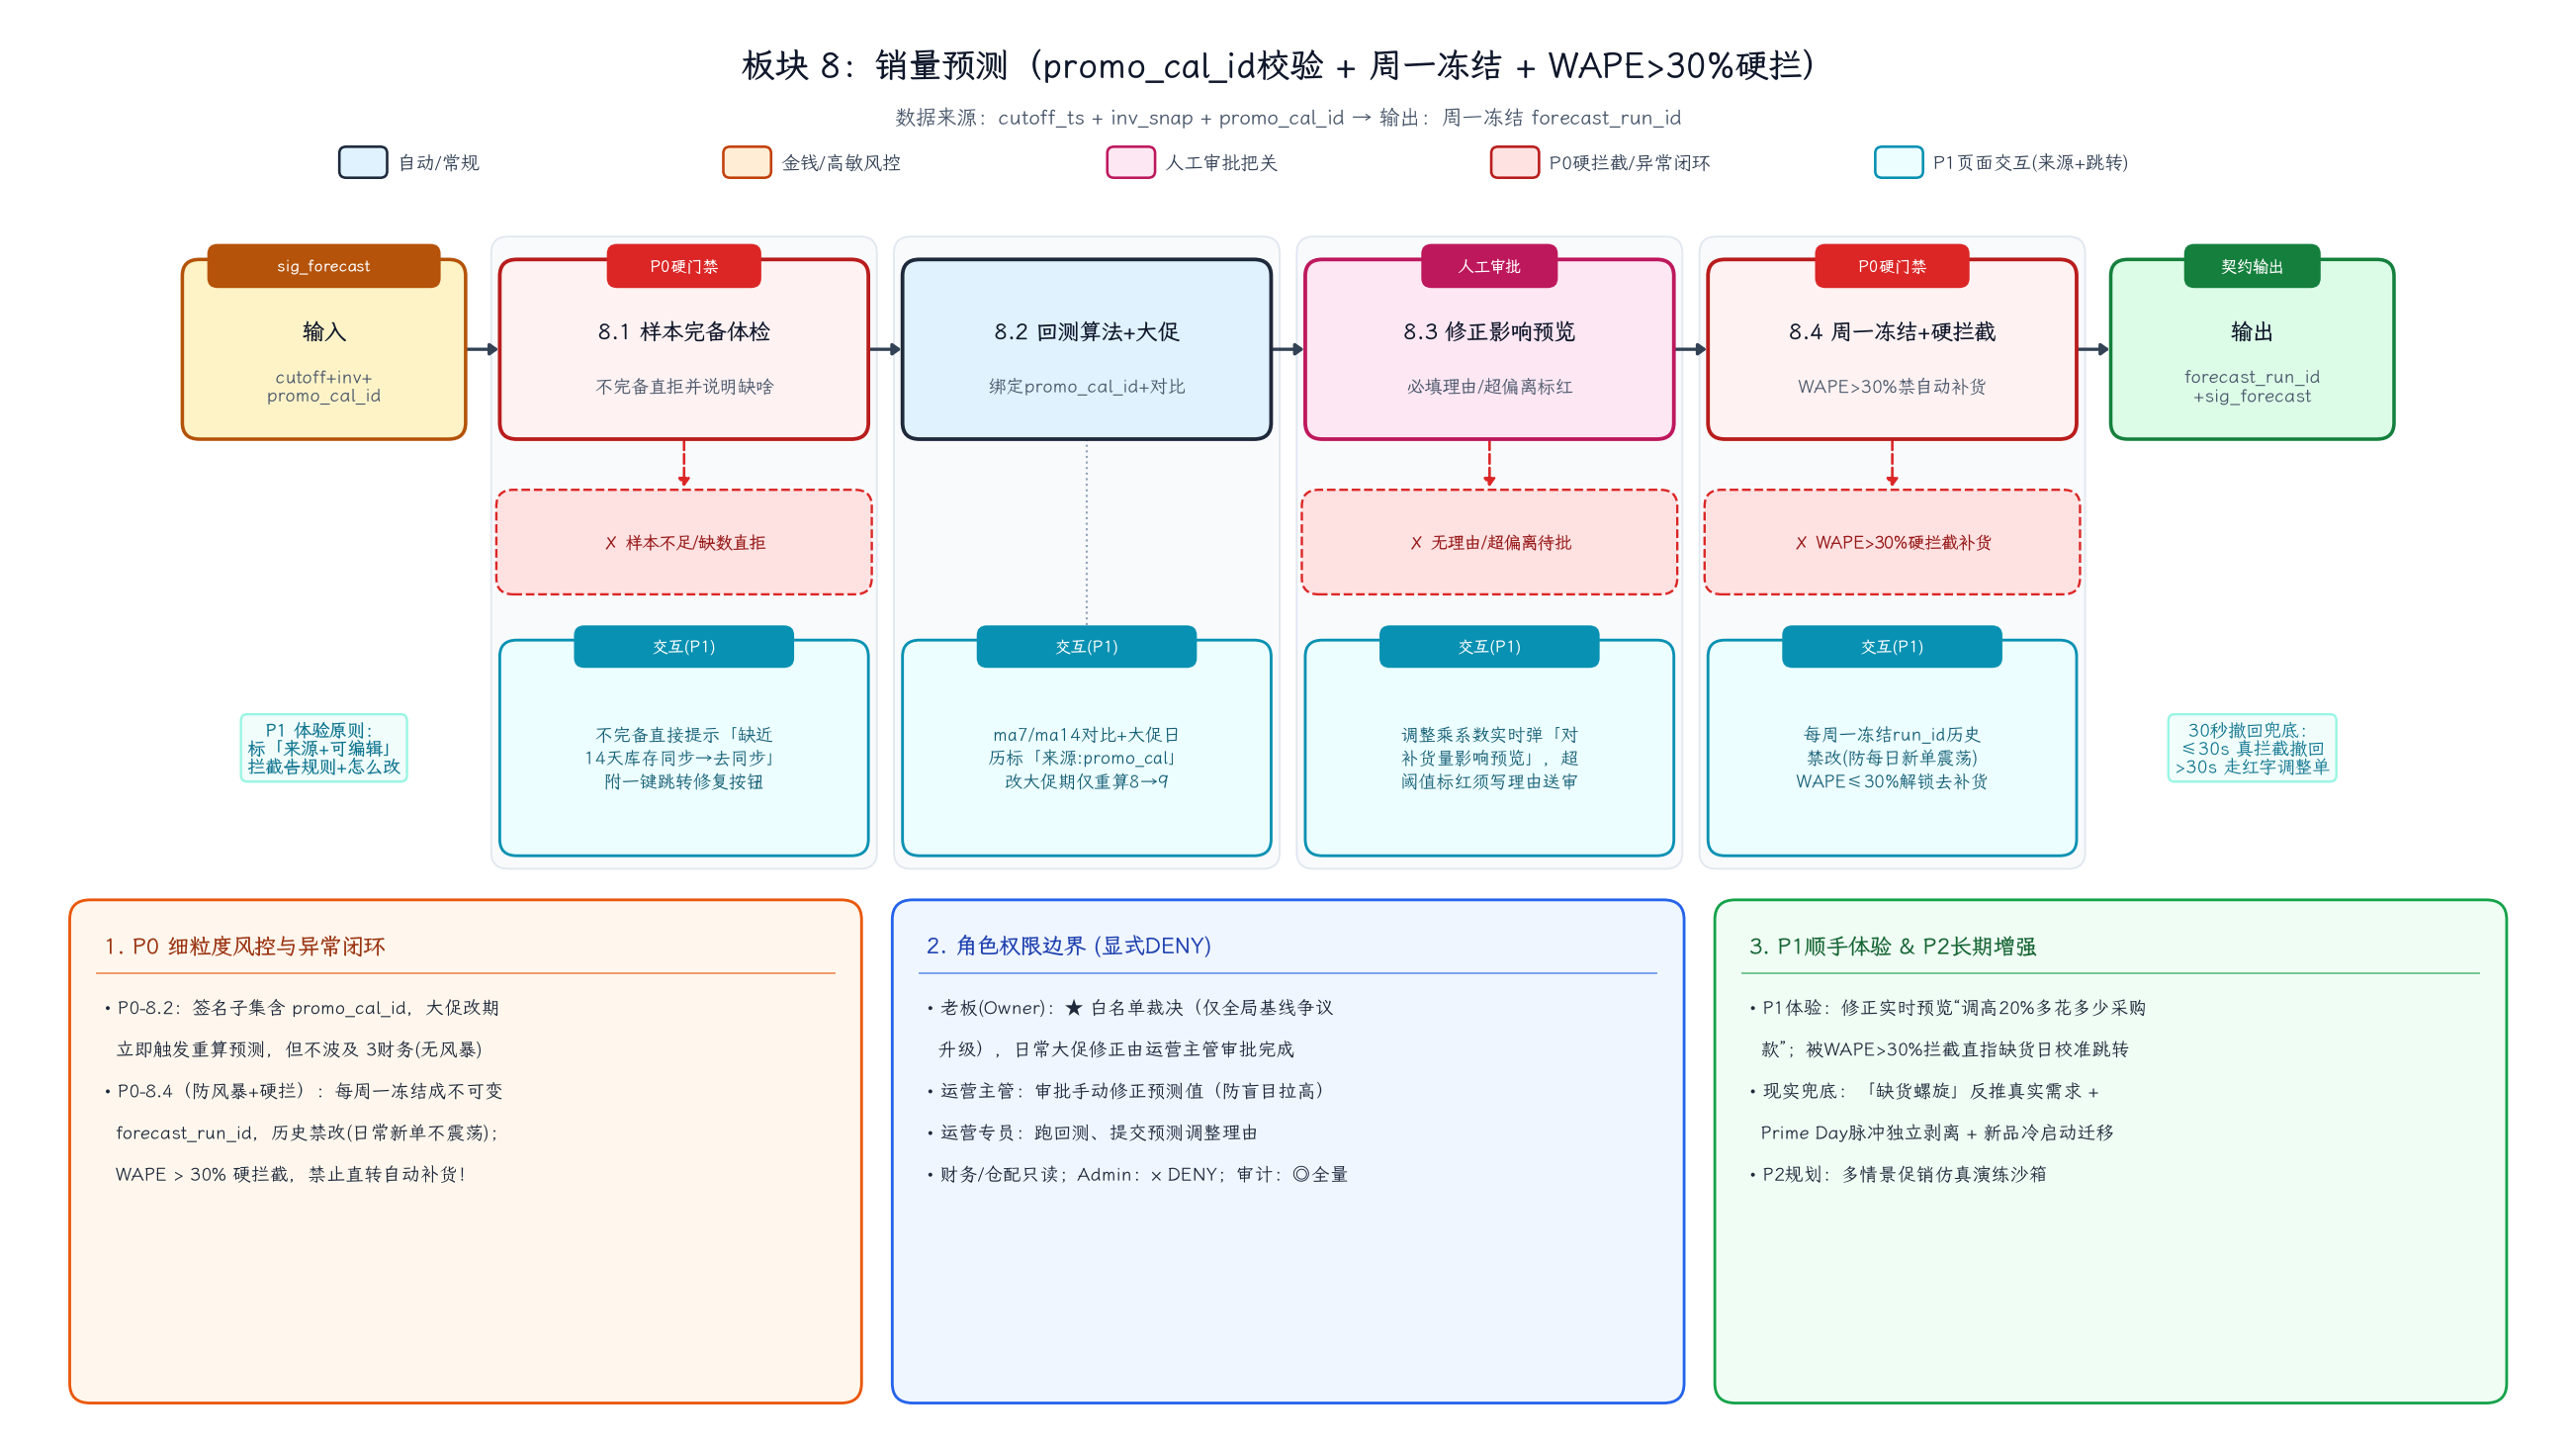 板块 8：销量预测（promo_cal_id校验 + 周一冻结 + WAPE>30%硬拦）
数据来源：cutoff_ts + inv_snap + promo_cal_id → 输出：周一冻结 forecast_run_id
自动/常规
金钱/高敏风控
人工审批把关
P0硬拦截/异常闭环
P1页面交互(来源+跳转)
sig_forecast
输入
cutoff+inv+
promo_cal_id
P0硬门禁
8.1 样本完备体检
不完备直拒并说明缺啥
8.2 回测算法+大促
绑定promo_cal_id+对比
人工审批
8.3 修正影响预览
必填理由/超偏离标红
P0硬门禁
8.4 周一冻结+硬拦截
WAPE>30%禁自动补货
契约输出
输出
forecast_run_id
+sig_forecast
X 样本不足/缺数直拒
X 无理由/超偏离待批
X WAPE>30%硬拦截补货
P1 体验原则：
标「来源+可编辑」
拦截告规则+怎么改
交互(P1)
不完备直接提示「缺近
14天库存同步→去同步」
附一键跳转修复按钮
交互(P1)
ma7/ma14对比+大促日
历标「来源:promo_cal」
改大促期仅重算8→9
交互(P1)
调整乘系数实时弹「对
补货量影响预览」，超
阈值标红须写理由送审
交互(P1)
每周一冻结run_id历史
禁改(防每日新单震荡)
WAPE≤30%解锁去补货
30秒撤回兜底：
≤30s 真拦截撤回
>30s 走红字调整单
1. P0 细粒度风控与异常闭环
• P0-8.2：签名子集含 promo_cal_id，大促改期
立即触发重算预测，但不波及 3财务(无风暴)
• P0-8.4（防风暴+硬拦）：每周一冻结成不可变
forecast_run_id，历史禁改(日常新单不震荡)；
WAPE > 30% 硬拦截，禁止直转自动补货！
2. 角色权限边界 (显式DENY)
• 老板(Owner)：★ 白名单裁决（仅全局基线争议
升级），日常大促修正由运营主管审批完成
• 运营主管：审批手动修正预测值（防盲目拉高）
• 运营专员：跑回测、提交预测调整理由
• 财务/仓配只读；Admin：× DENY；审计：◎全量
3. P1顺手体验 & P2长期增强
• P1体验：修正实时预览“调高20%多花多少采购
款”；被WAPE>30%拦截直指缺货日校准跳转
• 现实兜底：「缺货螺旋」反推真实需求 +
Prime Day脉冲独立剥离 + 新品冷启动迁移
• P2规划：多情景促销仿真演练沙箱